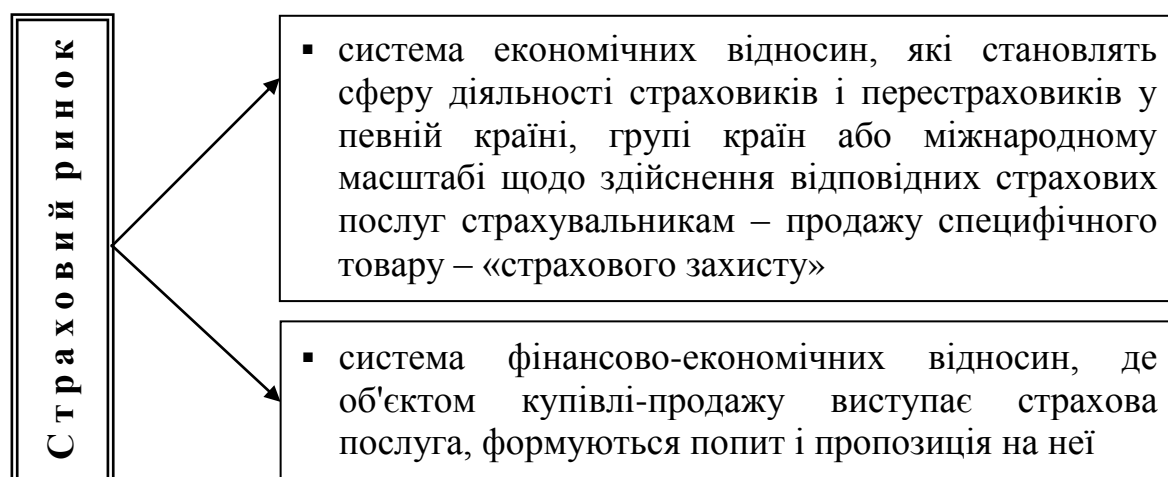 Страховий ринок
▪ система економічних відносин, які становлять
сферу діяльності страховиків і перестраховиків у
певній країні, групі країн або міжнародному
масштабі щодо здійснення відповідних страхових
послуг страхувальникам – продажу специфічного
товару – «страхового захисту»
▪ система фінансово-економічних відносин, де
об'єктом купівлі-продажу виступає страхова
послуга, формуються попит і пропозиція на неї